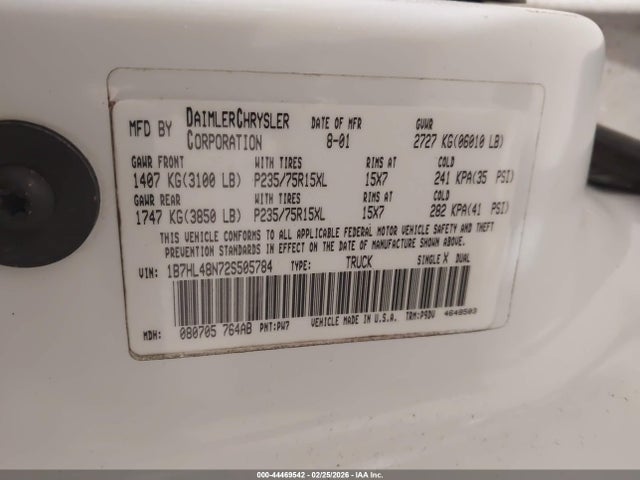 MFD BY DAIMLERCHRYSLER CORPORATION DATE OF MFR 8-01 GVWR 2727 KG(06010 LB)
GAWR FRONT WITH TIRES RIMS AT COLD
1407 KG(3100 LB) P235/75R15XL 15X7 241 KPA(35 PSI)
GAWR REAR WITH TIRES RIMS AT COLD
1747 KG(3850 LB) P235/75R15XL 15X7 282 KPA(41 PSI)
THIS VEHICLE CONFORMS TO ALL APPLICABLE FEDERAL MOTOR VEHICLE SAFETY AND THEFT
PREVENTION STANDARDS IN EFFECT ON THE DATE OF MANUFACTURE SHOWN ABOVE.
VIN: 1B7HL48N72S505784 TYPE: TRUCK SINGLE X DUAL
MDH: 080705 764AB PNT:PW7 VEHICLE MADE IN U.S.A. TRM:P9DV 4648503
000-44469542 - 02/25/2026 - IAA Inc.